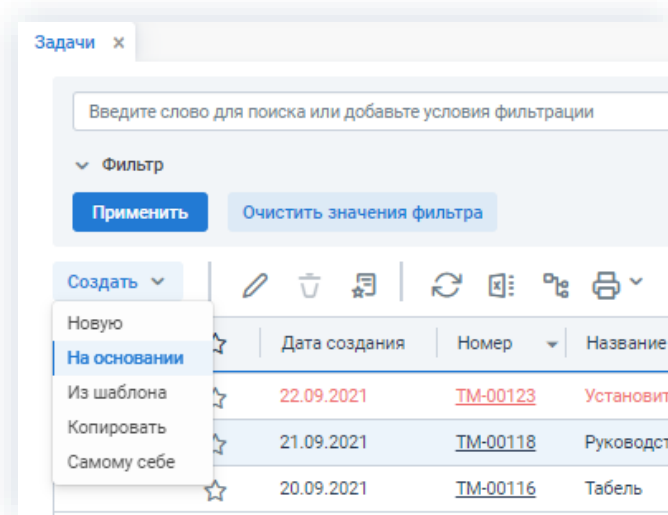 Задачи
Введите слово для поиска или добавьте условия фильтрации
Фильтр
Применить Очистить значения фильтра
Создать
Новую
На основании
Из шаблона
Копировать
Самому себе
Дата создания Номер Название
22.09.2021 ТМ-00123 Установит
21.09.2021 ТМ-00118 Руководст
20.09.2021 ТМ-00116 Табель